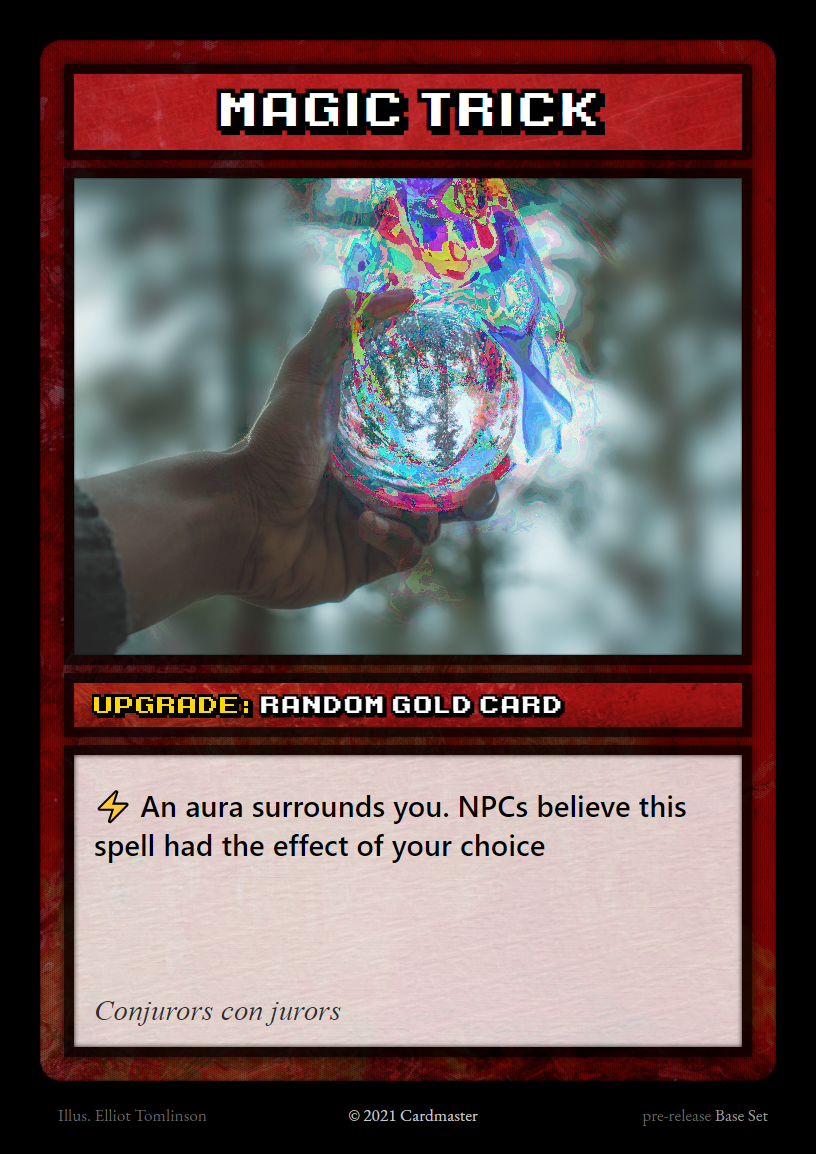 MAGIC TRICK
UPGRADE: RANDOM GOLD CARD
⚡ An aura surrounds you. NPCs believe this
spell had the effect of your choice
Conjurors con jurors
Illus. Elliot Tomlinson © 2021 Cardmaster pre-release Base Set